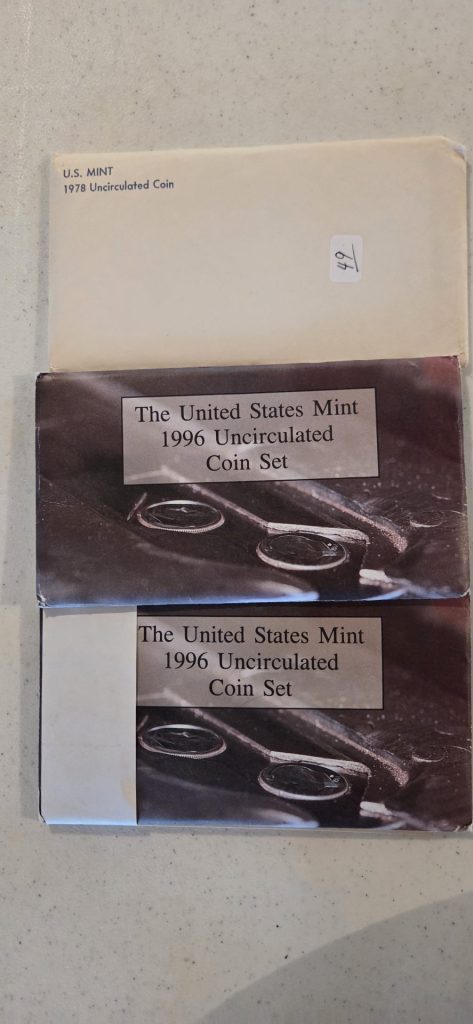 U.S. MINT
1978 Uncirculated Coin
49
The United States Mint
1996 Uncirculated
Coin Set
The United States Mint
1996 Uncirculated
Coin Set